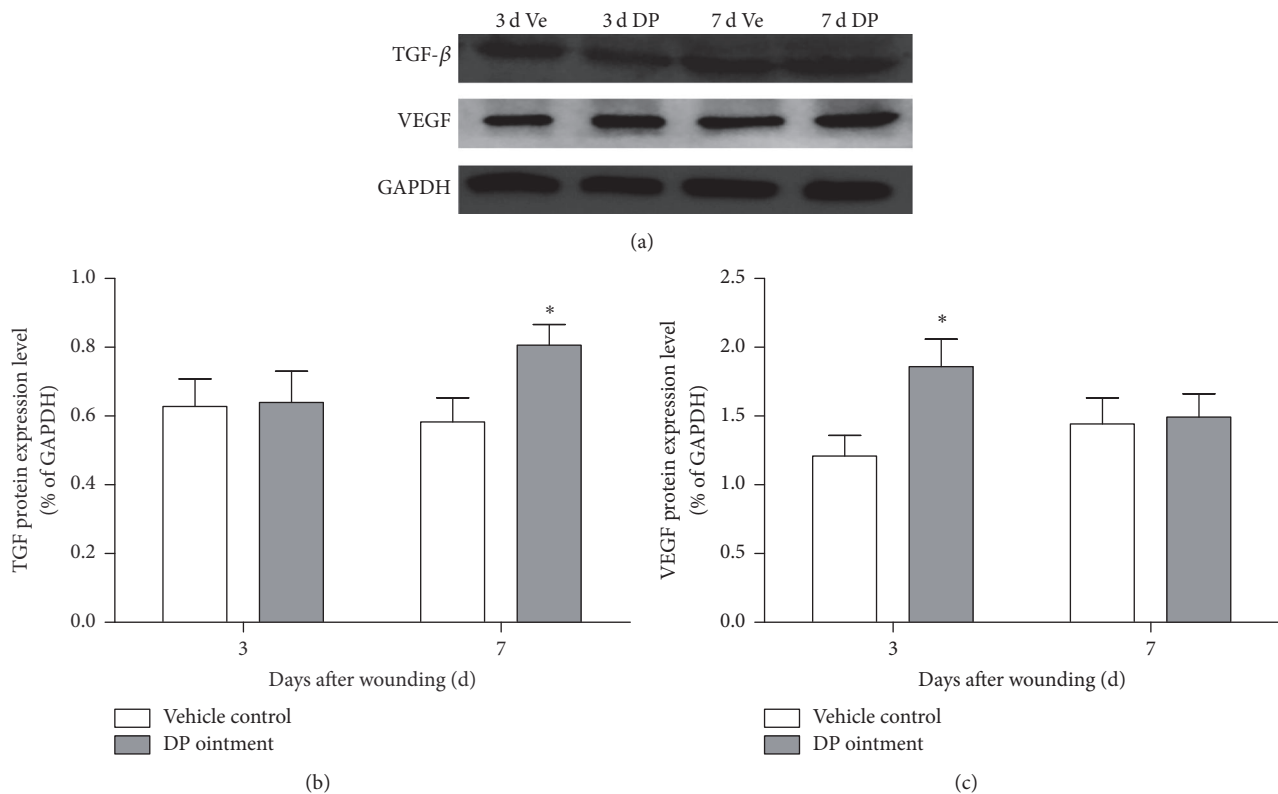 3 d Ve 3 d DP 7 d Ve 7 d DP
TGF-β
VEGF
GAPDH
(a)
1.0
0.8
0.6
0.4
0.2
0.0
TGF protein expression level
(% of GAPDH)
*
3 7
Days after wounding (d)
Vehicle control
DP ointment
(b)
2.5
2.0
1.5
1.0
0.5
0.0
VEGF protein expression level
(% of GAPDH)
*
3 7
Days after wounding (d)
Vehicle control
DP ointment
(c)